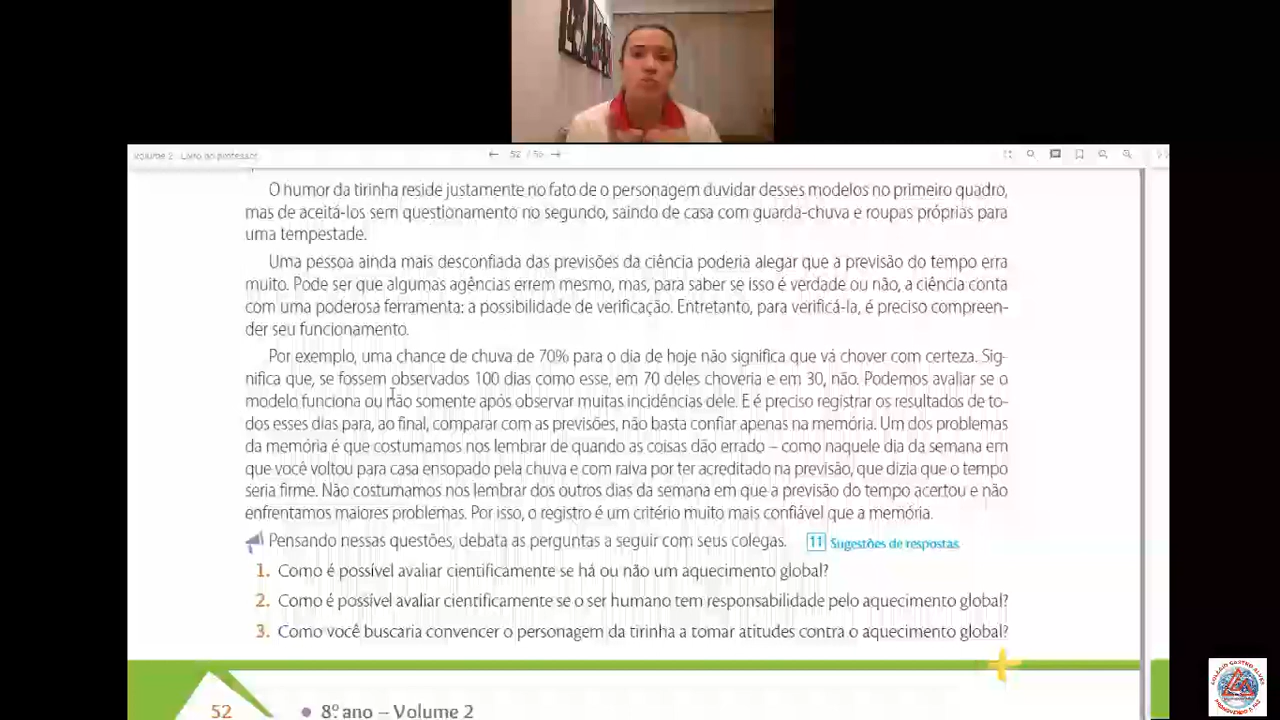 Volume 2 - Livro do professor
52 / 56
O humor da tirinha reside justamente no fato de o personagem duvidar desses modelos no primeiro quadro,
mas de aceitá-los sem questionamento no segundo, saindo de casa com guarda-chuva e roupas próprias para
uma tempestade.
Uma pessoa ainda mais desconfiada das previsões da ciência poderia alegar que a previsão do tempo erra
muito. Pode ser que algumas agências errem mesmo, mas, para saber se isso é verdade ou não, a ciência conta
com uma poderosa ferramenta: a possibilidade de verificação. Entretanto, para verificá-la, é preciso compreen-
der seu funcionamento.
Por exemplo, uma chance de chuva de 70% para o dia de hoje não significa que vá chover com certeza. Sig-
nifica que, se fossem observados 100 dias como esse, em 70 deles choveria e em 30, não. Podemos avaliar se o
modelo funciona ou não somente após observar muitas incidências dele. E é preciso registrar os resultados de to-
dos esses dias para, ao final, comparar com as previsões, não basta confiar apenas na memória. Um dos problemas
da memória é que costumamos nos lembrar de quando as coisas dão errado – como naquele dia da semana em
que você voltou para casa ensopado pela chuva e com raiva por ter acreditado na previsão, que dizia que o tempo
seria firme. Não costumamos nos lembrar dos outros dias da semana em que a previsão do tempo acertou e não
enfrentamos maiores problemas. Por isso, o registro é um critério muito mais confiável que a memória.
Pensando nessas questões, debata as perguntas a seguir com seus colegas. 11 Sugestões de respostas
1. Como é possível avaliar cientificamente se há ou não um aquecimento global?
2. Como é possível avaliar cientificamente se o ser humano tem responsabilidade pelo aquecimento global?
3. Como você buscaria convencer o personagem da tirinha a tomar atitudes contra o aquecimento global?
52 • 8º. ano – Volume 2
COLÉGIO CASTRO ALVES